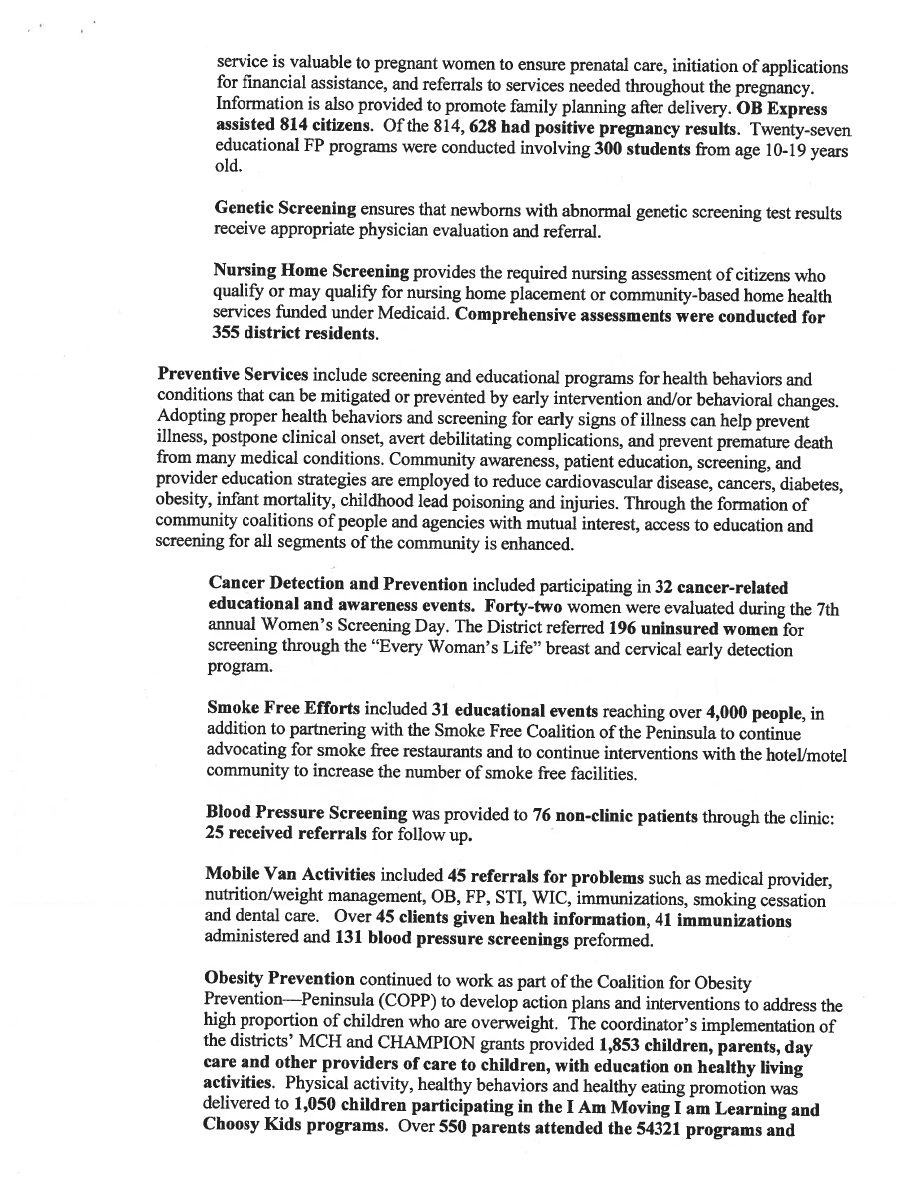 service is valuable to pregnant women to ensure prenatal care, initiation of applications
for financial assistance, and referrals to services needed throughout the pregnancy.
Information is also provided to promote family planning after delivery. OB Express
assisted 814 citizens. Of the 814, 628 had positive pregnancy results. Twenty-seven
educational FP programs were conducted involving 300 students from age 10-19 years
old.
Genetic Screening ensures that newborns with abnormal genetic screening test results
receive appropriate physician evaluation and referral.
Nursing Home Screening provides the required nursing assessment of citizens who
qualify or may qualify for nursing home placement or community-based home health
services funded under Medicaid. Comprehensive assessments were conducted for
355 district residents.
Preventive Services include screening and educational programs for health behaviors and
conditions that can be mitigated or prevented by early intervention and/or behavioral changes.
Adopting proper health behaviors and screening for early signs of illness can help prevent
illness, postpone clinical onset, avert debilitating complications, and prevent premature death
from many medical conditions. Community awareness, patient education, screening, and
provider education strategies are employed to reduce cardiovascular disease, cancers, diabetes,
obesity, infant mortality, childhood lead poisoning and injuries. Through the formation of
community coalitions of people and agencies with mutual interest, access to education and
screening for all segments of the community is enhanced.
Cancer Detection and Prevention included participating in 32 cancer-related
educational and awareness events. Forty-two women were evaluated during the 7th
annual Women's Screening Day. The District referred 196 uninsured women for
screening through the "Every Woman's Life" breast and cervical early detection
program.
Smoke Free Efforts included 31 educational events reaching over 4,000 people, in
addition to partnering with the Smoke Free Coalition of the Peninsula to continue
advocating for smoke free restaurants and to continue interventions with the hotel/motel
community to increase the number of smoke free facilities.
Blood Pressure Screening was provided to 76 non-clinic patients through the clinic:
25 received referrals for follow up.
Mobile Van Activities included 45 referrals for problems such as medical provider,
nutrition/weight management, OB, FP, STI, WIC, immunizations, smoking cessation
and dental care. Over 45 clients given health information, 41 immunizations
administered and 131 blood pressure screenings preformed.
Obesity Prevention continued to work as part of the Coalition for Obesity
Prevention—Peninsula (COPP) to develop action plans and interventions to address the
high proportion of children who are overweight. The coordinator's implementation of
the districts' MCH and CHAMPION grants provided 1,853 children, parents, day
care and other providers of care to children, with education on healthy living
activities. Physical activity, healthy behaviors and healthy eating promotion was
delivered to 1,050 children participating in the I Am Moving I am Learning and
Choosy Kids programs. Over 550 parents attended the 54321 programs and